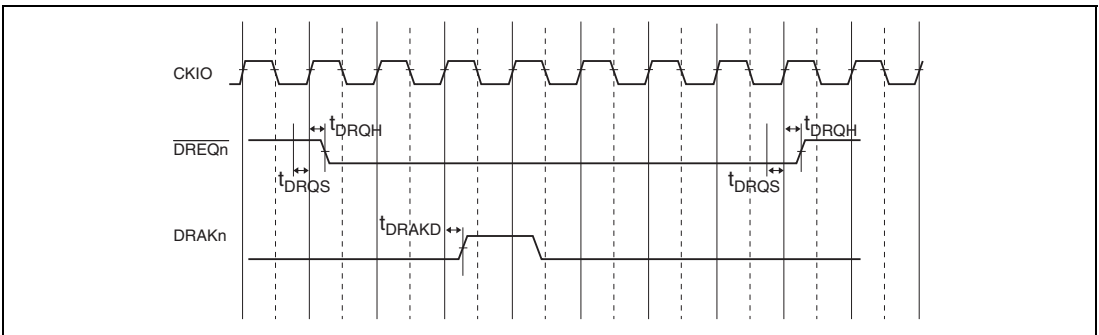 CKIO
tDRQH
tDRQH
DREQn
tDRQS
tDRQS
tDRAKD
DRAKn